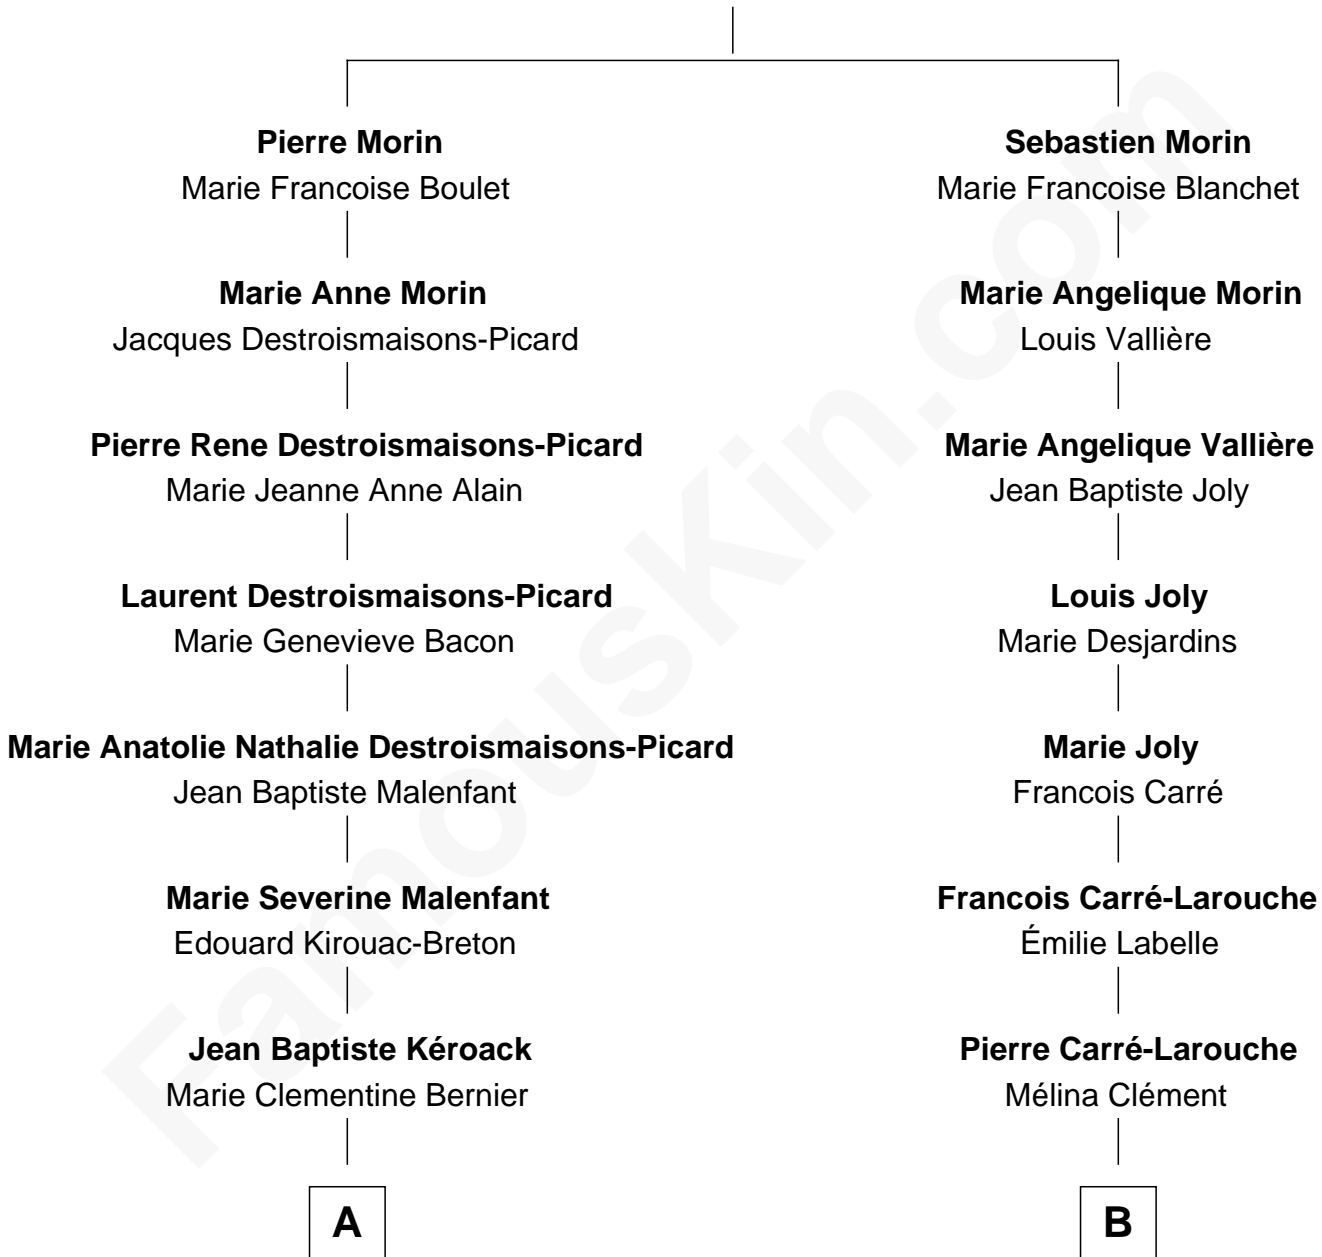 Pierre Morin
Marie Francoise Boulet
Marie Anne Morin
Jacques Destroismaisons-Picard
Pierre Rene Destroismaisons-Picard
Marie Jeanne Anne Alain
Laurent Destroismaisons-Picard
Marie Genevieve Bacon
Marie Anatolie Nathalie Destroismaisons-Picard
Jean Baptiste Malenfant
Marie Severine Malenfant
Edouard Kirouac-Breton
Jean Baptiste Kéroack
Marie Clementine Bernier
A
Sebastien Morin
Marie Francoise Blanchet
Marie Angelique Morin
Louis Vallière
Marie Angelique Vallière
Jean Baptiste Joly
Louis Joly
Marie Desjardins
Marie Joly
Francois Carré
Francois Carré-Larouche
Émilie Labelle
Pierre Carré-Larouche
Mélina Clément
B
FamousKin.com